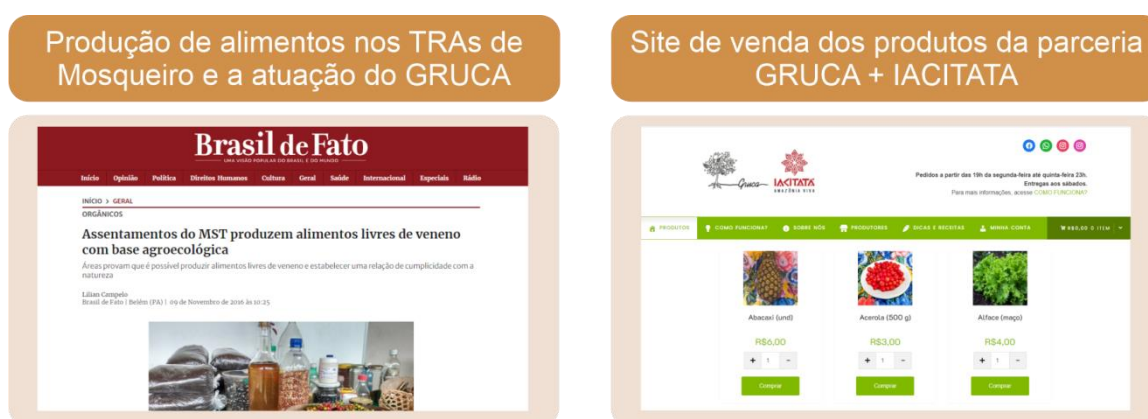 Produção de alimentos nos TRAs de
Mosqueiro e a atuação do GRUCA
Brasil de Fato
UMA VISÃO POPULAR DO BRASIL E DO MUNDO
Início Opinião Política Direitos Humanos Cultura Geral Saúde Internacional Especiais Rádio
INÍCIO > GERAL
ORGÂNICOS
Assentamentos do MST produzem alimentos livres de veneno
com base agroecológica
Áreas provam que é possível produzir alimentos livres de veneno e estabelecer uma relação de cumplicidade com a
natureza
Lilian Campelo
Brasil de Fato | Belém (PA) | 09 de Novembro de 2016 às 10:25
Site de venda dos produtos da parceria
GRUCA + IACITATA
Gruca
IACITATA
AMAZÔNIA VIVA
Pedidos a partir das 19h da segunda-feira até quinta-feira 23h.
Entregas aos sábados.
Para mais informações, acesse COMO FUNCIONA?
PRODUTOS COMO FUNCIONA? SOBRE NÓS PRODUTORES DICAS E RECEITAS MINHA CONTA R$0,00 0 ITEM
Abacaxi (und) Acerola (500 g) Alface (maço)
R$6,00 R$3,00 R$4,00
+ 1 - + 1 - + 1 -
Comprar Comprar Comprar